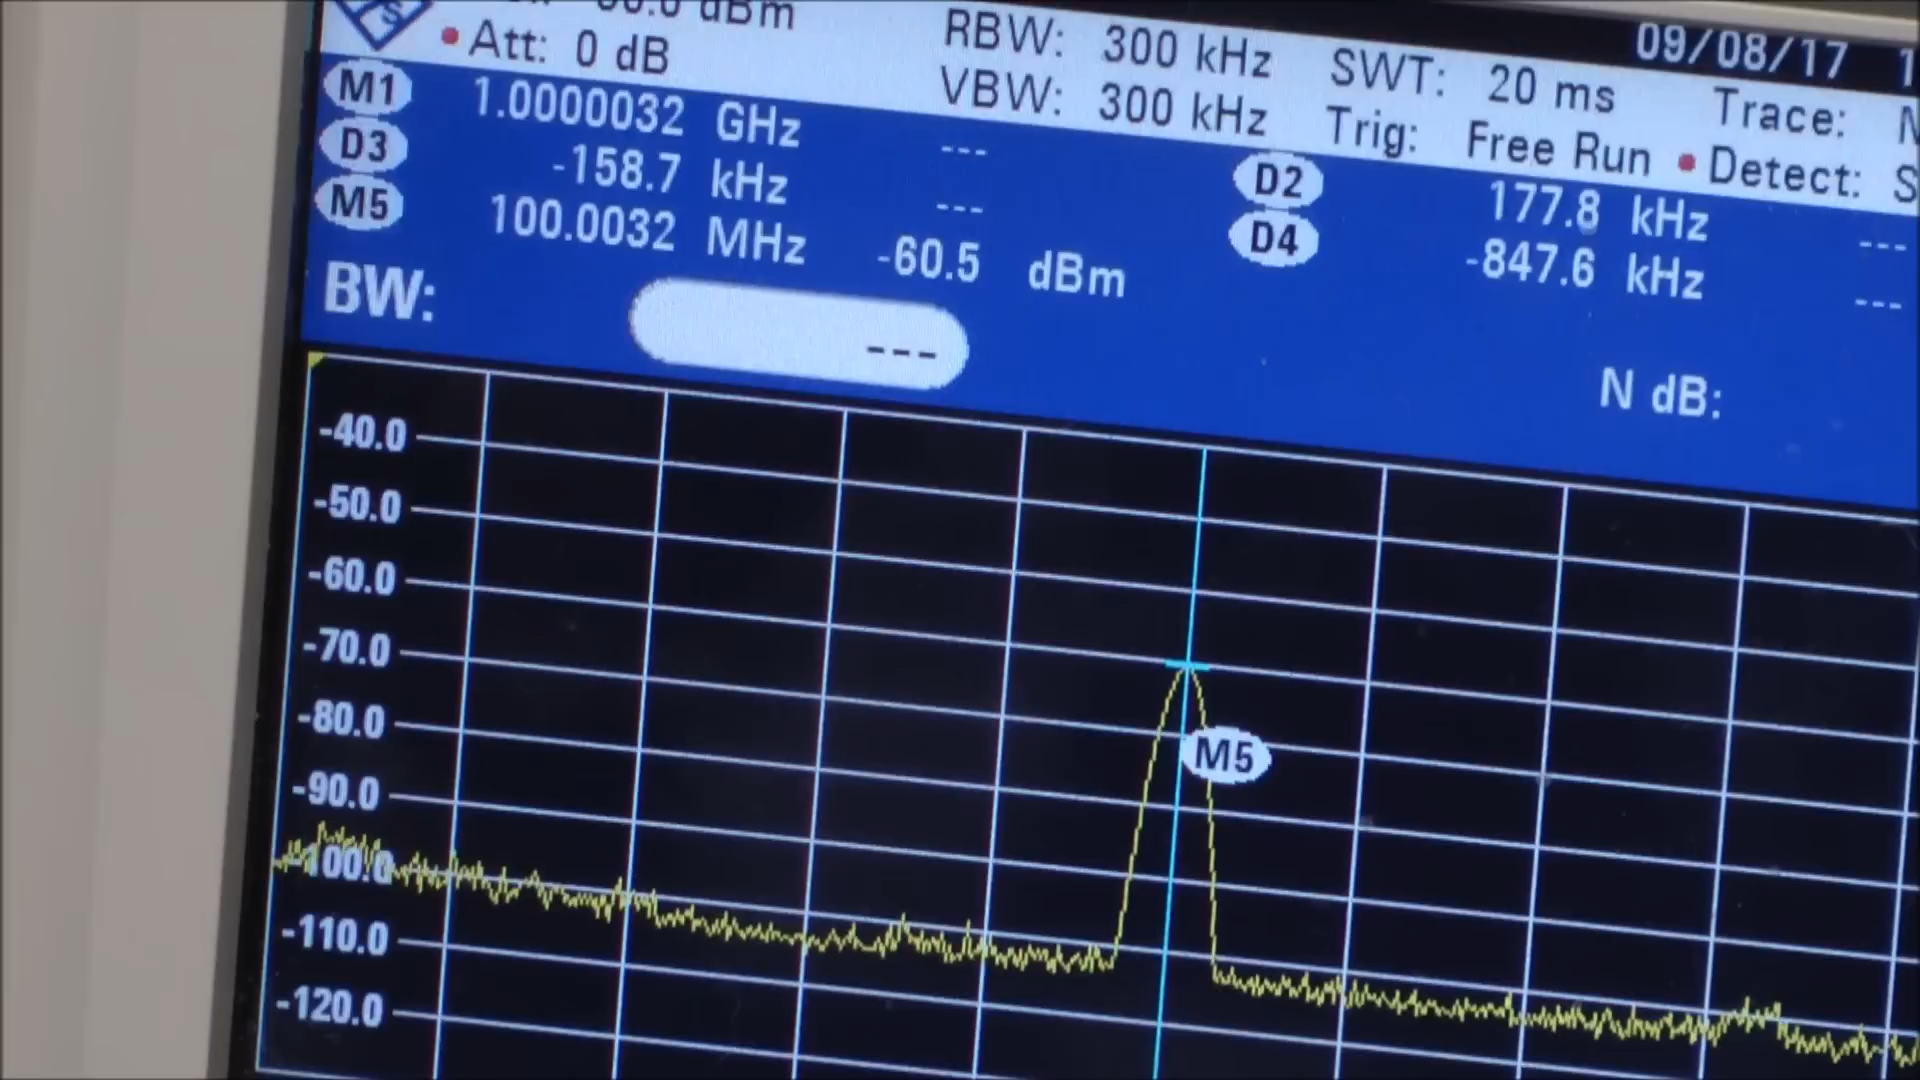 dBm
Att: 0 dB
RBW: 300 kHz
VBW: 300 kHz
SWT: 20 ms
Trig: Free Run
09/08/17
Trace:
Detect:
M1 1.0000032 GHz ---
D2 177.8 kHz ---
D3 -158.7 kHz ---
D4 -847.6 kHz ---
M5 100.0032 MHz -60.5 dBm
BW: ---
N dB:
-40.0
-50.0
-60.0
-70.0
-80.0
M5
-90.0
-100.0
-110.0
-120.0